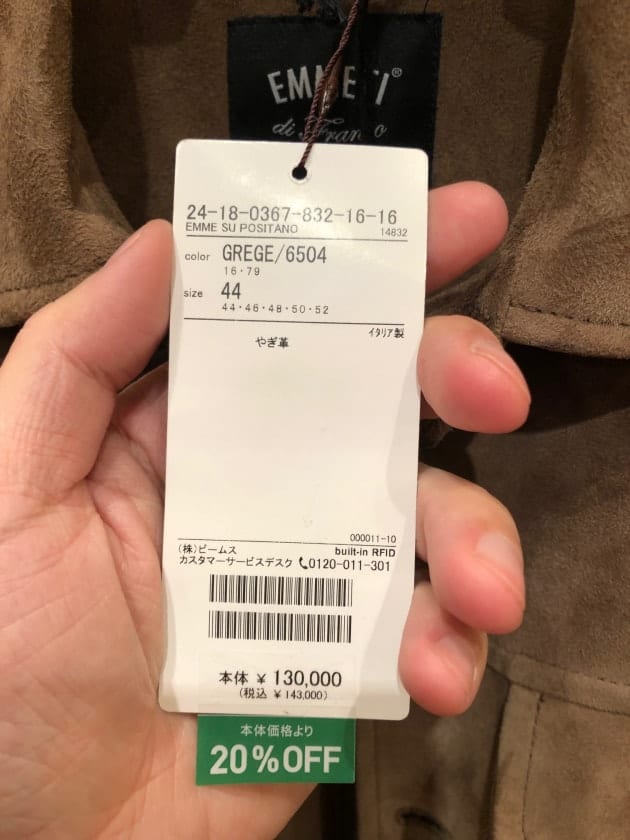 EMMETI®
di Franco
24-18-0367-832-16-16
EMME SU POSITANO 14832
color GREGE/6504
16・79
size 44
44・46・48・50・52
イタリア製
やぎ革
000011-10
(株)ビームス built-in RFID
カスタマーサービスデスク 📞0120-011-301
本体 ¥ 130,000
(税込 ¥ 143,000)
本体価格より
20%OFF